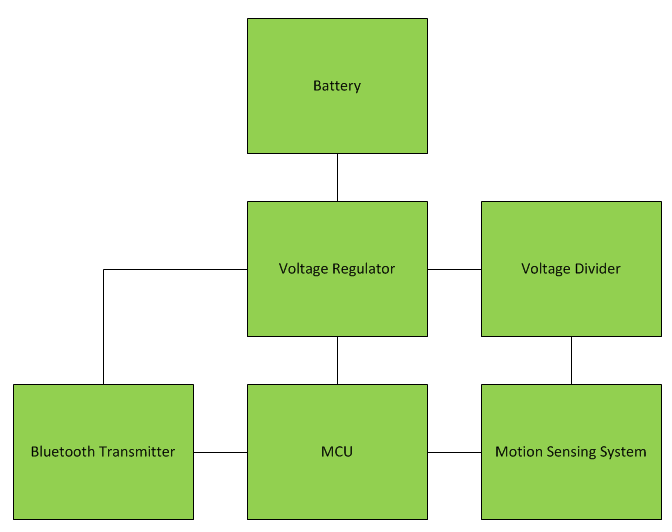 Battery
Voltage Regulator
Voltage Divider
Bluetooth Transmitter
MCU
Motion Sensing System